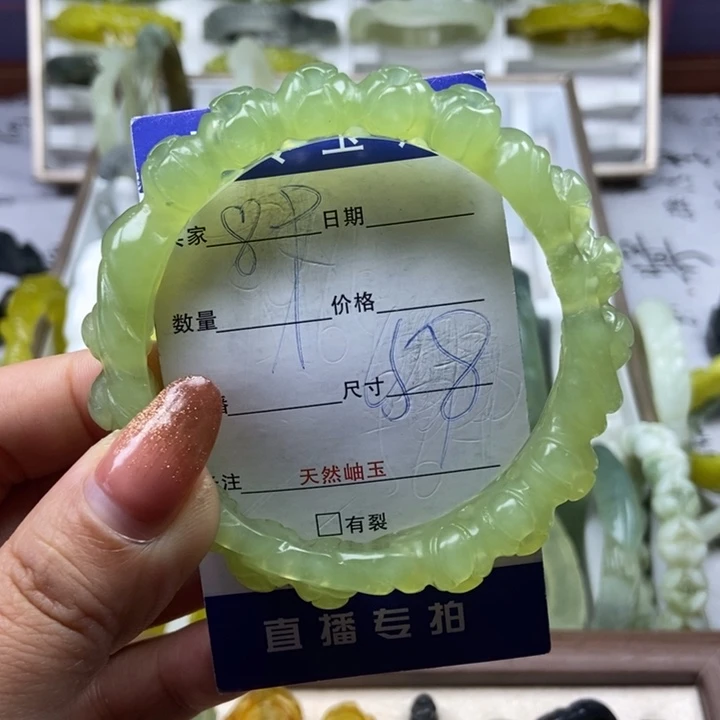 家 日期
数量 价格
尺寸 58
注 天然岫玉
□有裂
直播专拍